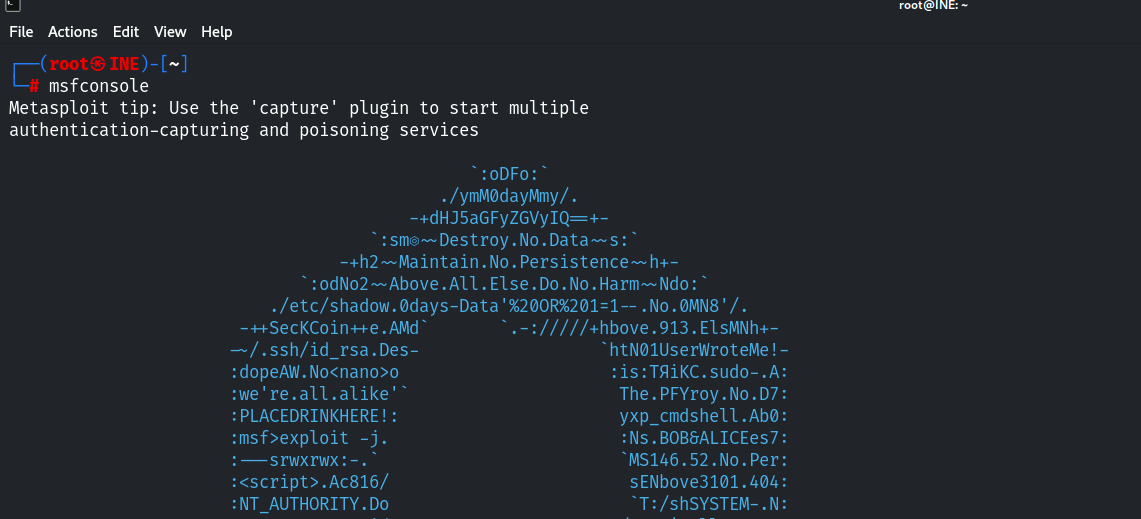 root@INE: ~
File Actions Edit View Help
┌──(root㉿INE)-[~]
└─# msfconsole
Metasploit tip: Use the 'capture' plugin to start multiple
authentication-capturing and poisoning services
`:oDFo:`
./ymM0dayMmy/.
-+dHJ5aGFyZGVyIQ==+-
`:sm⏣~~Destroy.No.Data~~s:`
-+h2~~Maintain.No.Persistence~~h+-
`:odNo2~~Above.All.Else.Do.No.Harm~~Ndo:`
./etc/shadow.0days-Data'%20OR%201=1--.No.0MN8'/.
-++SecKCoin++e.AMd` `.-://///+hbove.913.ElsMNh+-
-~/.ssh/id_rsa.Des- `htN01UserWroteMe!-
:dopeAW.No<nano>o :is:TЯiKC.sudo-.A:
:we're.all.alike'` The.PFYroy.No.D7:
:PLACEDRINKHERE!: yxp_cmdshell.Ab0:
:msf>exploit -j. :Ns.BOB&ALICEes7:
:---srwxrwx:-.` `MS146.52.No.Per:
:<script>.Ac816/ sENbove3101.404:
:NT_AUTHORITY.Do `T:/shSYSTEM-.N: